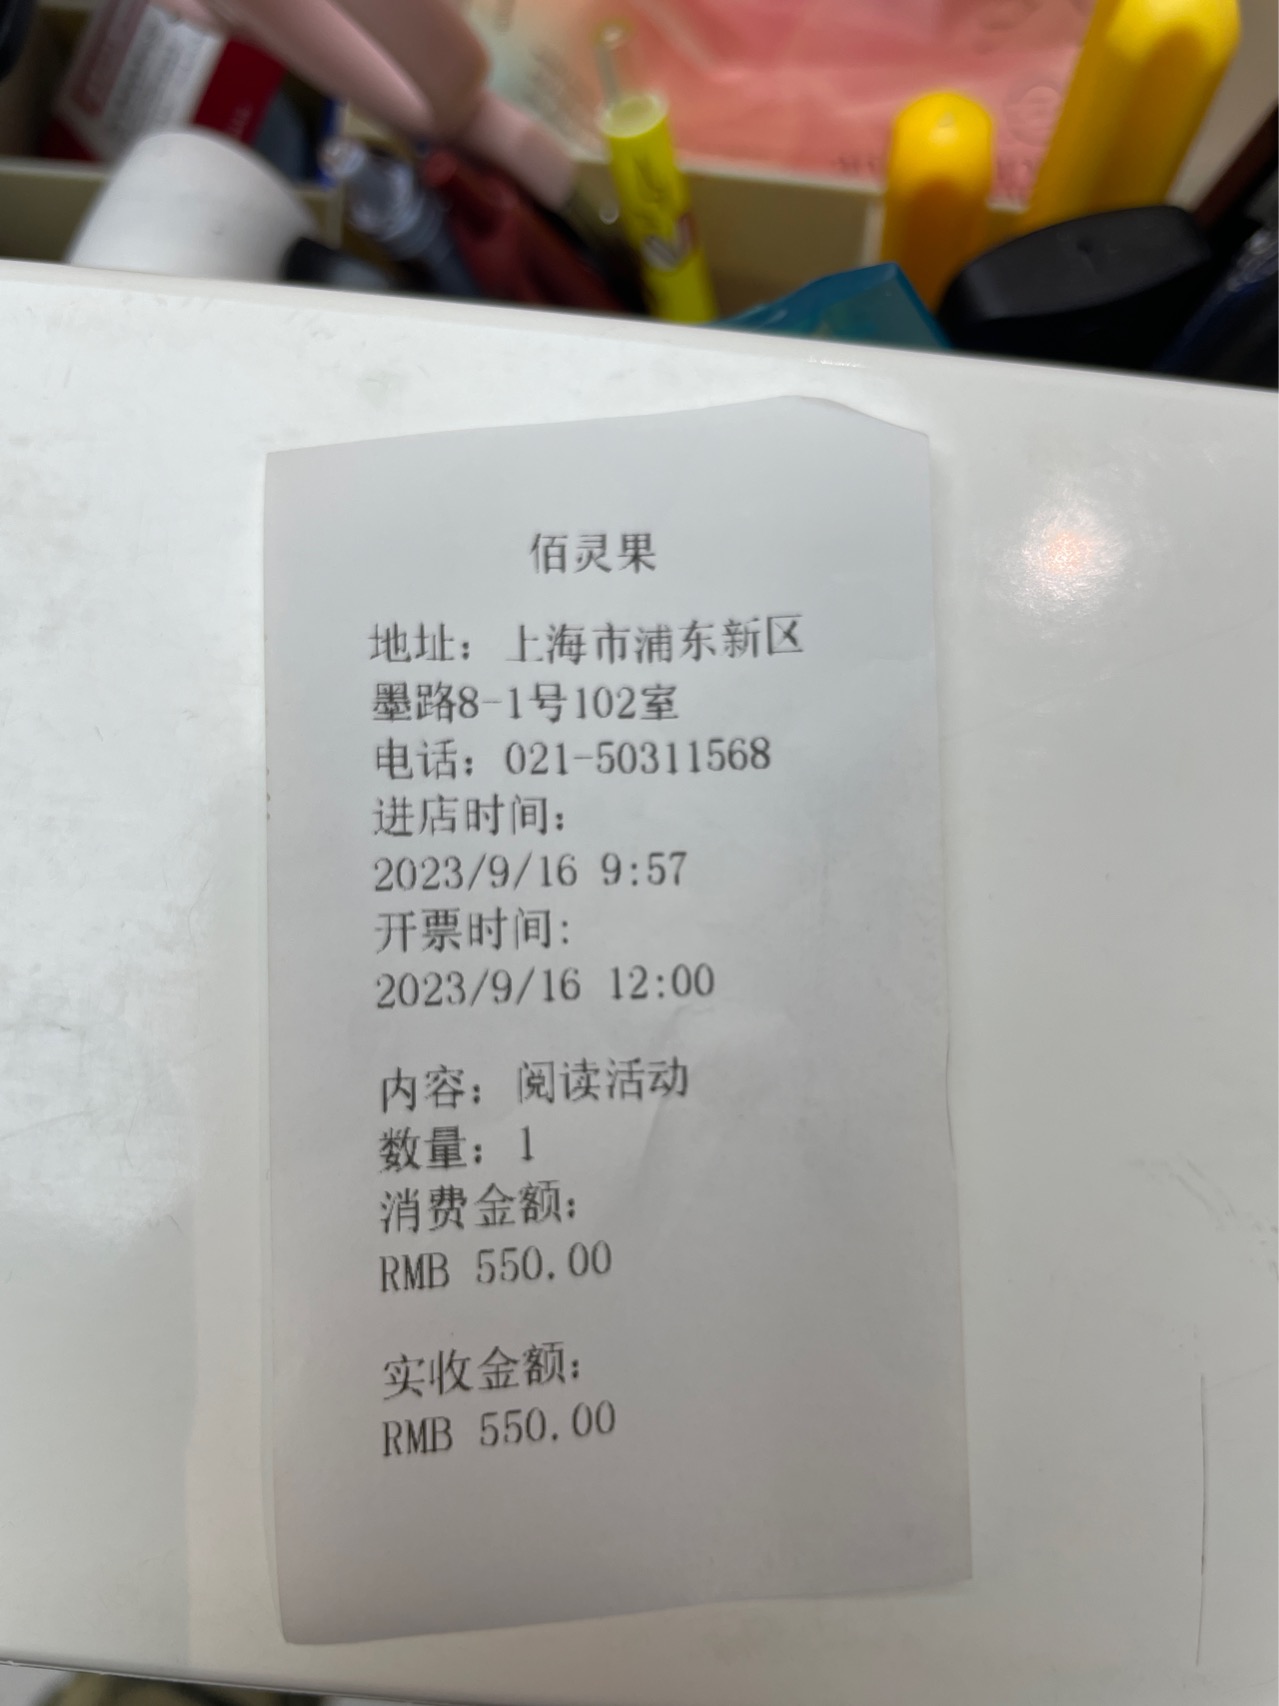 佰灵果
地址：上海市浦东新区
墨路8-1号102室
电话：021-50311568
进店时间：
2023/9/16 9:57
开票时间：
2023/9/16 12:00
内容：阅读活动
数量：1
消费金额：
RMB 550.00
实收金额：
RMB 550.00